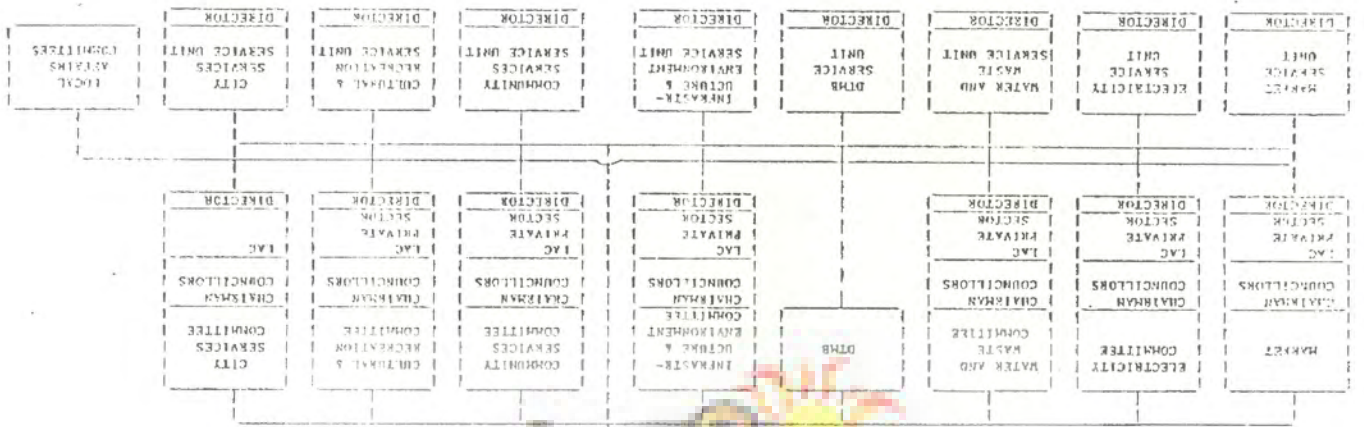 MARKET
CHAIRMAN
COUNCILLORS
LAC
PRIVATE
SECTOR
DIRECTOR
ELECTRICITY
COMMITTEE
CHAIRMAN
COUNCILLORS
LAC
PRIVATE
SECTOR
DIRECTOR
WATER AND
WASTE
COMMITTEE
CHAIRMAN
COUNCILLORS
LAC
PRIVATE
SECTOR
DIRECTOR
DTMB
INFRASTR-
UCTURE &
ENVIRONMENT
COMMITTEE
CHAIRMAN
COUNCILLORS
LAC
PRIVATE
SECTOR
DIRECTOR
COMMUNITY
SERVICES
COMMITTEE
CHAIRMAN
COUNCILLORS
LAC
PRIVATE
SECTOR
DIRECTOR
CULTURAL &
RECREATION
COMMITTEE
CHAIRMAN
COUNCILLORS
LAC
PRIVATE
SECTOR
DIRECTOR
CITY
SERVICES
COMMITTEE
CHAIRMAN
COUNCILLORS
LAC
DIRECTOR
MARKET
SERVICE
UNIT
DIRECTOR
ELECTRICITY
SERVICE
UNIT
DIRECTOR
WATER AND
WASTE
SERVICE UNIT
DIRECTOR
DTMB
SERVICE
UNIT
DIRECTOR
INFRASTR-
UCTURE &
ENVIRONMENT
SERVICE UNIT
DIRECTOR
COMMUNITY
SERVICES
SERVICE UNIT
DIRECTOR
CULTURAL &
RECREATION
SERVICE UNIT
DIRECTOR
CITY
SERVICES
SERVICE UNIT
DIRECTOR
LOCAL
AFFAIRS
COMMITTEES